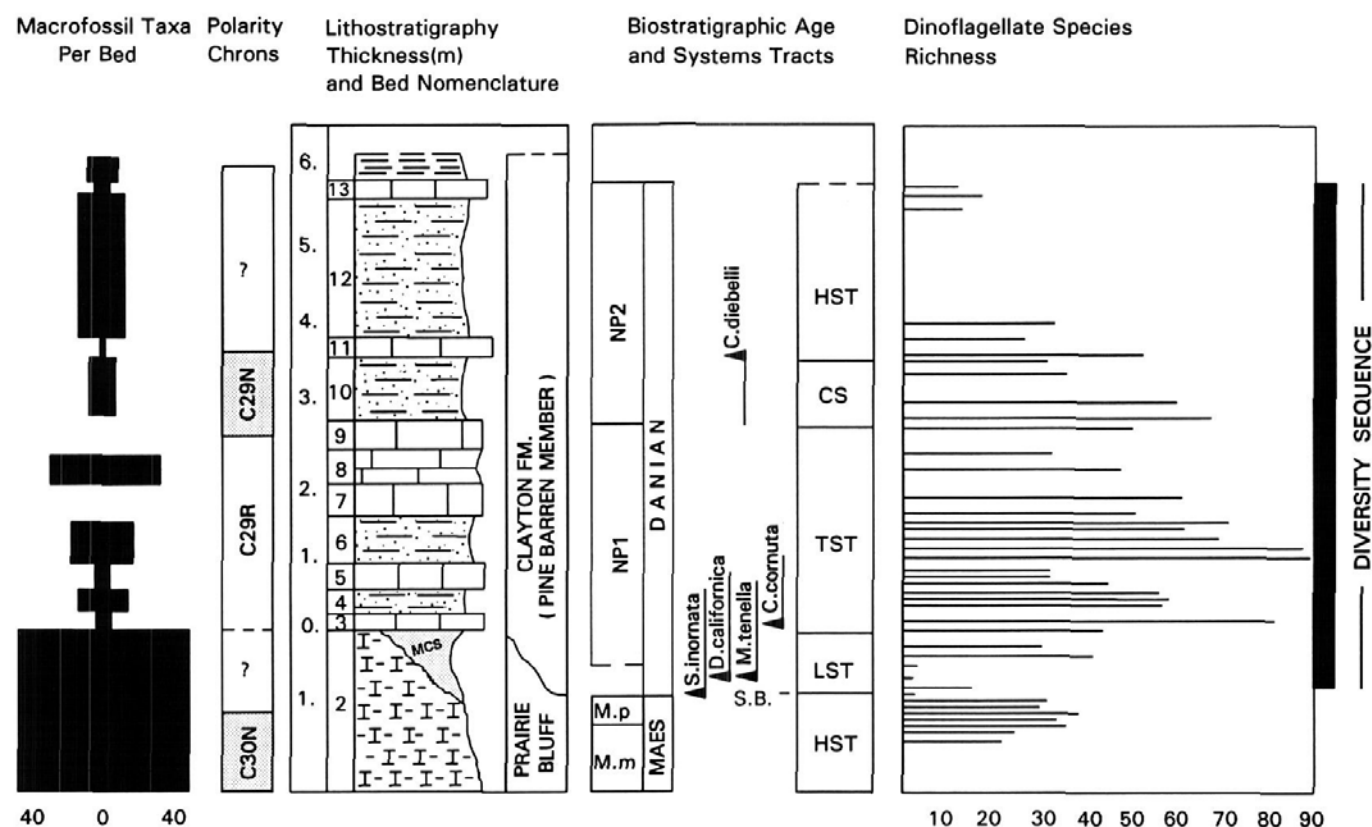 Macrofossil Taxa
Per Bed
Polarity
Chrons
Lithostratigraphy
Thickness(m)
and Bed Nomenclature
Biostratigraphic Age
and Systems Tracts
Dinoflagellate Species
Richness
?
C29N
C29R
?
C30N
6.
5.
4.
3.
2.
1.
0.
1.
13
12
11
10
9
8
7
6
5
4
3
2
MCS
CLAYTON FM.
( PINE BARREN MEMBER )
PRAIRIE
BLUFF
NP2
NP1
M.p
M.m
DANIAN
MAES
S.inornata
D.californica
M.tenella
C.cornuta
C.diebelli
S.B.
HST
CS
TST
LST
HST
DIVERSITY SEQUENCE
40 0 40
10 20 30 40 50 60 70 80 90